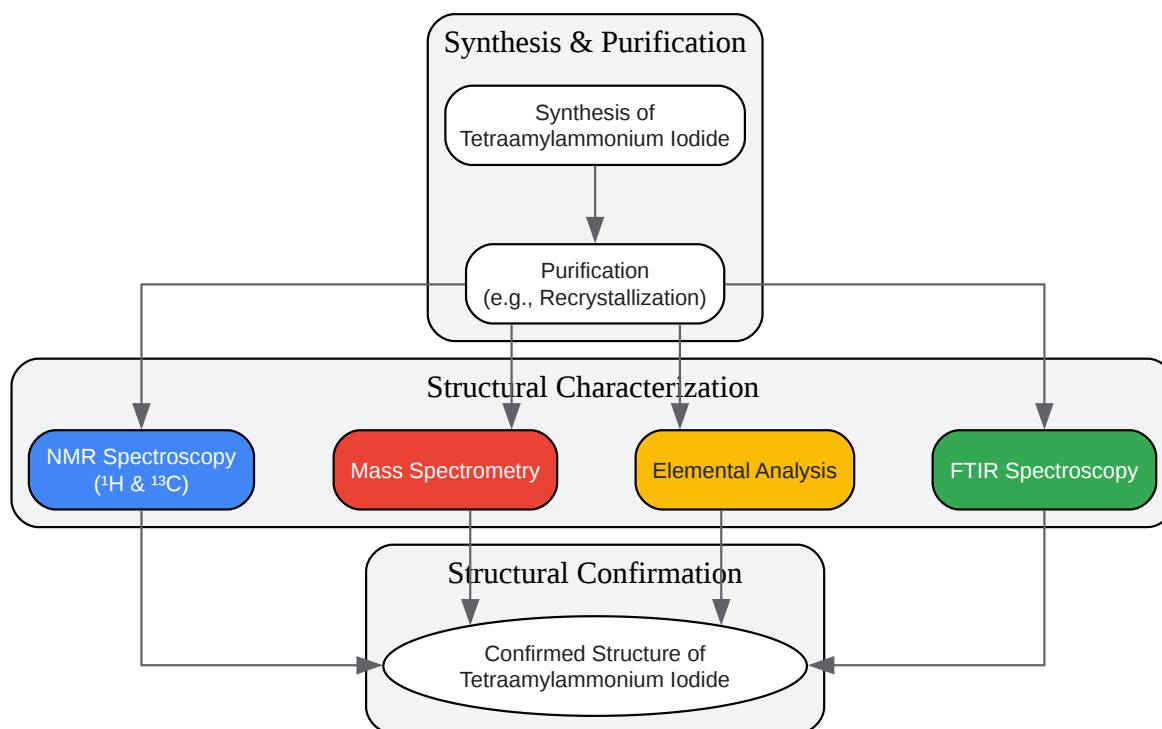 Synthesis & Purification
Synthesis of
Tetraamylammonium Iodide
Purification
(e.g., Recrystallization)
Structural Characterization
NMR Spectroscopy
(¹H & ¹³C)
Mass Spectrometry
Elemental Analysis
FTIR Spectroscopy
Structural Confirmation
Confirmed Structure of
Tetraamylammonium Iodide